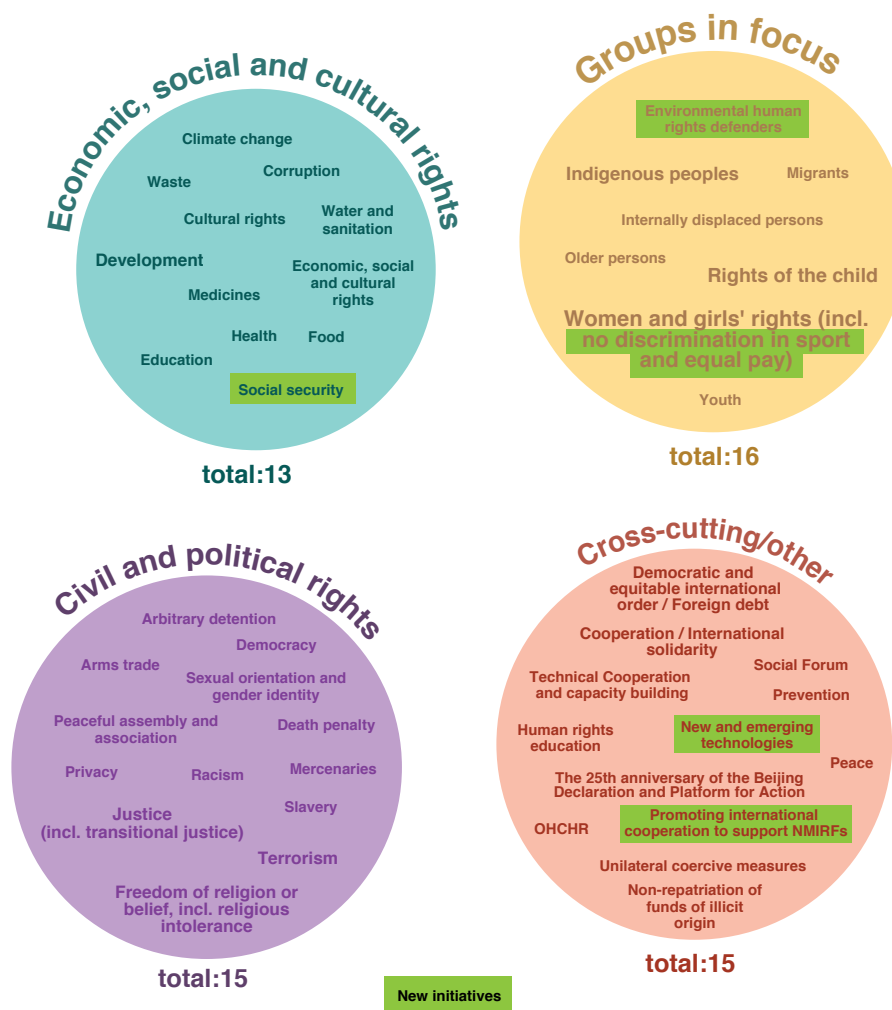 Economic, social and cultural rights
Climate change
Corruption
Waste
Cultural rights
Water and
sanitation
Development
Economic, social
and cultural
rights
Medicines
Health
Food
Education
Social security
total:13
Groups in focus
Environmental human
rights defenders
Indigenous peoples
Migrants
Internally displaced persons
Older persons
Rights of the child
Women and girls' rights (incl.
no discrimination in sport
and equal pay)
Youth
total:16
Civil and political rights
Arbitrary detention
Democracy
Arms trade
Sexual orientation and
gender identity
Peaceful assembly and
association
Death penalty
Privacy
Racism
Mercenaries
Justice
(incl. transitional justice)
Slavery
Terrorism
Freedom of religion or
belief, incl. religious
intolerance
total:15
Cross-cutting/other
Democratic and
equitable international
order / Foreign debt
Cooperation / International
solidarity
Social Forum
Technical Cooperation
and capacity building
Prevention
Human rights
education
New and emerging
technologies
Peace
The 25th anniversary of the Beijing
Declaration and Platform for Action
OHCHR
Promoting international
cooperation to support NMIRFs
Unilateral coercive measures
Non-repatriation of
funds of illicit
origin
total:15
New initiatives